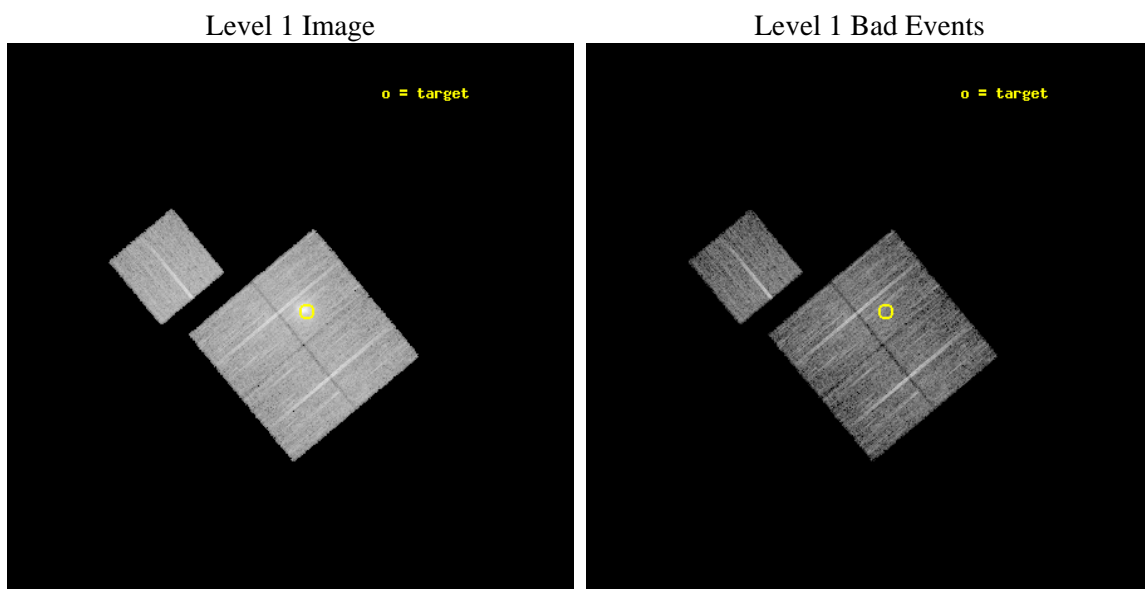 Level 1 Image
Level 1 Bad Events
o = target
o = target